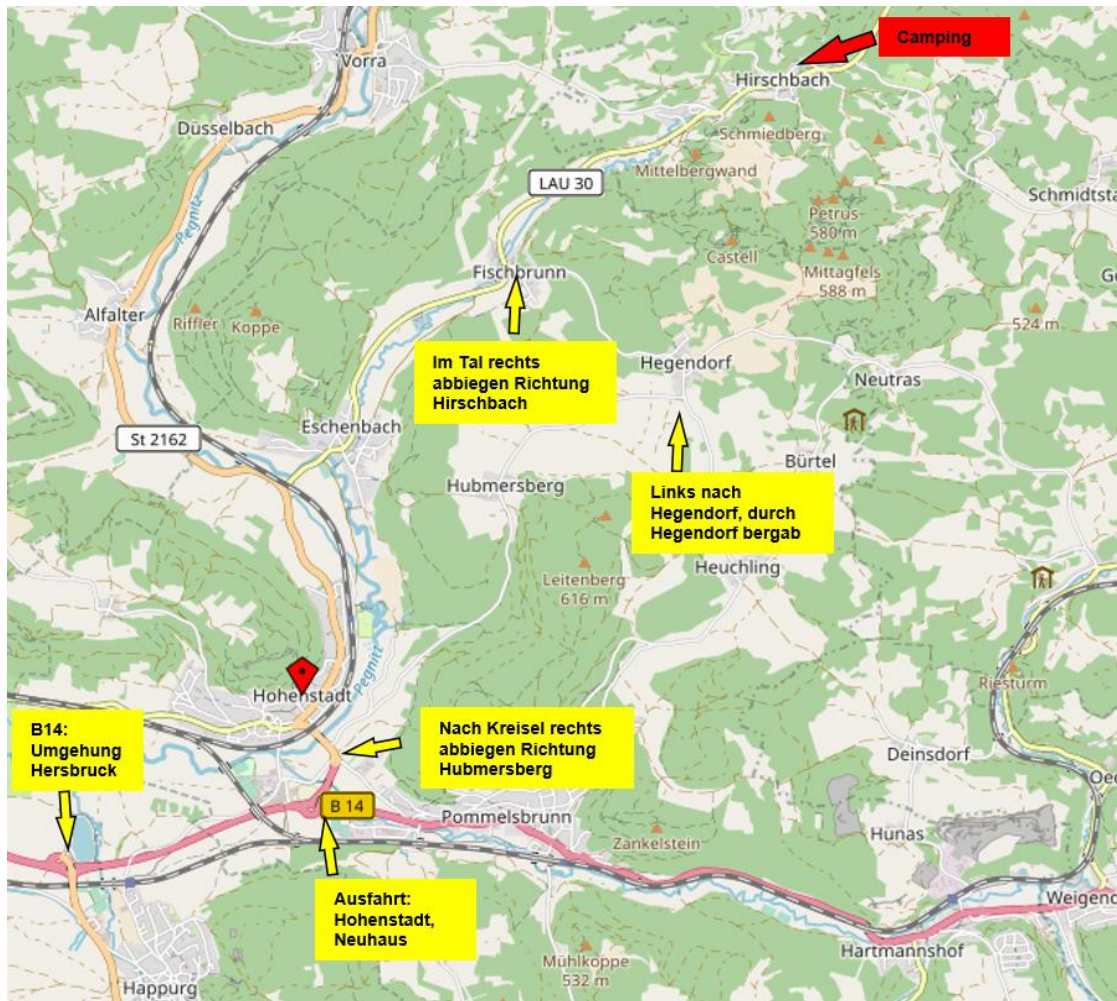 Camping
Vorra
Hirschbach
Düsselbach
Schmiedberg
Mittelbergwand
LAU 30
Schmidtsta
Petrus
580 m
Pegnitz
Castell
Fischbrunn
Mittagfels
588 m
Alfalter
Riffler
Koppe
524 m
Im Tal rechts
abbiegen Richtung
Hirschbach
Hegendorf
Neutras
Eschenbach
St 2162
Bürtel
Hubmersberg
Links nach
Hegendorf, durch
Hegendorf bergab
Leitenberg
616 m
Heuchling
Pegnitz
Hohenstadt
Riesturm
B14:
Umgehung
Hersbruck
Nach Kreisel rechts
abbiegen Richtung
Hubmersberg
Deinsdorf
B 14
Pommelsbrunn
Hunas
Zankelstein
Ausfahrt:
Hohenstadt,
Neuhaus
Weigend
Hartmannshof
Mühlkoppe
532 m
Happurg